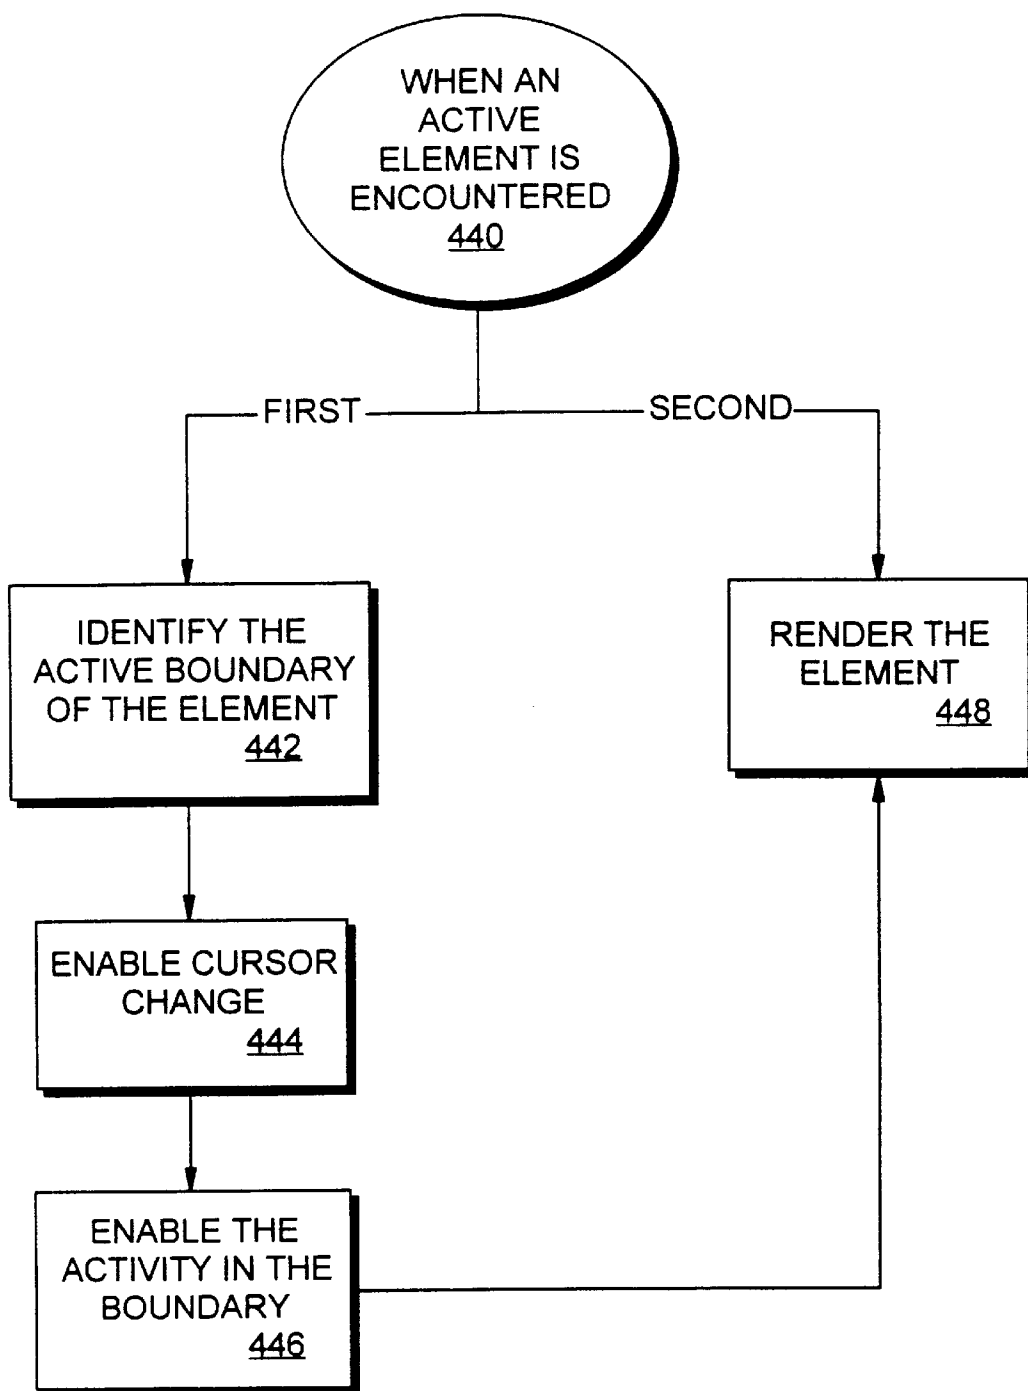 WHEN AN
ACTIVE
ELEMENT IS
ENCOUNTERED
440
FIRST
SECOND
IDENTIFY THE
ACTIVE BOUNDARY
OF THE ELEMENT
442
RENDER THE
ELEMENT
448
ENABLE CURSOR
CHANGE
444
ENABLE THE
ACTIVITY IN THE
BOUNDARY
446